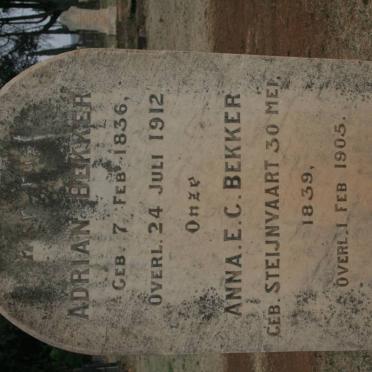 ADRIAN BEKKER
GEB. 7 FEB. 1836,
OVERL. 24 JULI 1912
Onze
ANNA. E. C. BEKKER
GEB. STEIJNVAART 30 MEI
1839,
OVERL. 1 FEB 1905.